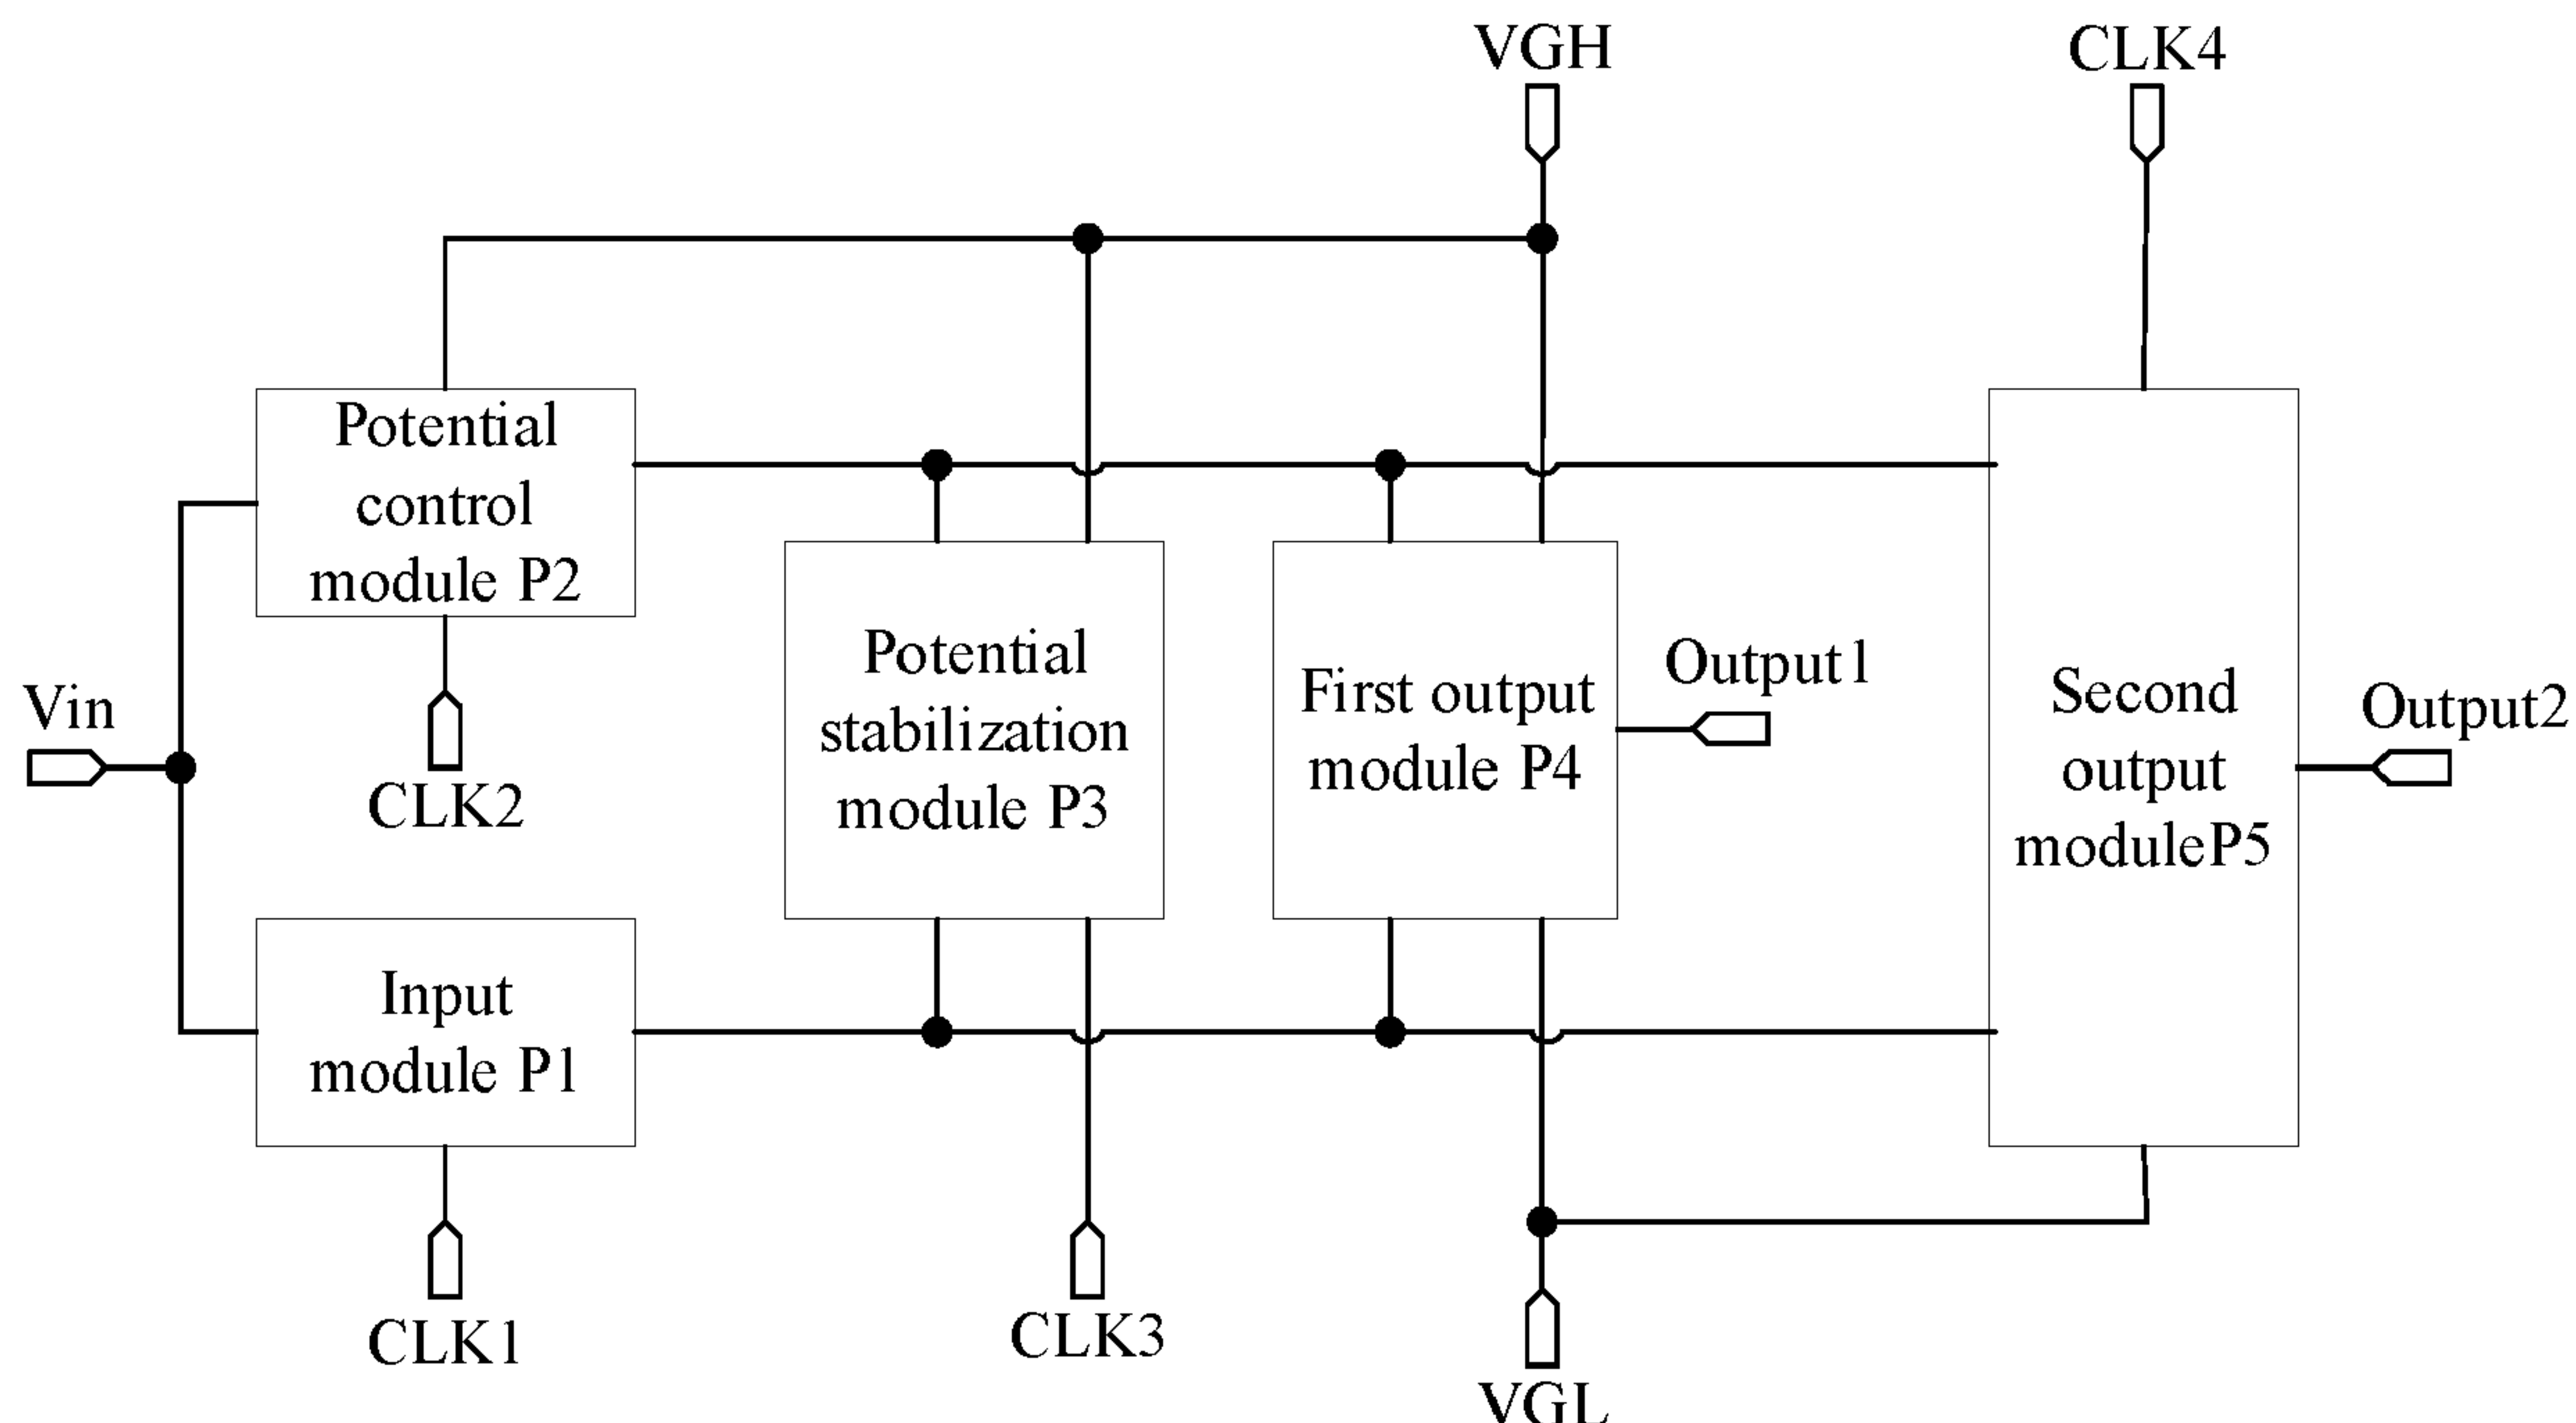 VGH
CLK4
Potential
control
module P2
Vin
CLK2
Potential
stabilization
module P3
First output
module P4
Output1
Second
output
moduleP5
Output2
Input
module P1
CLK1
CLK3
VGL